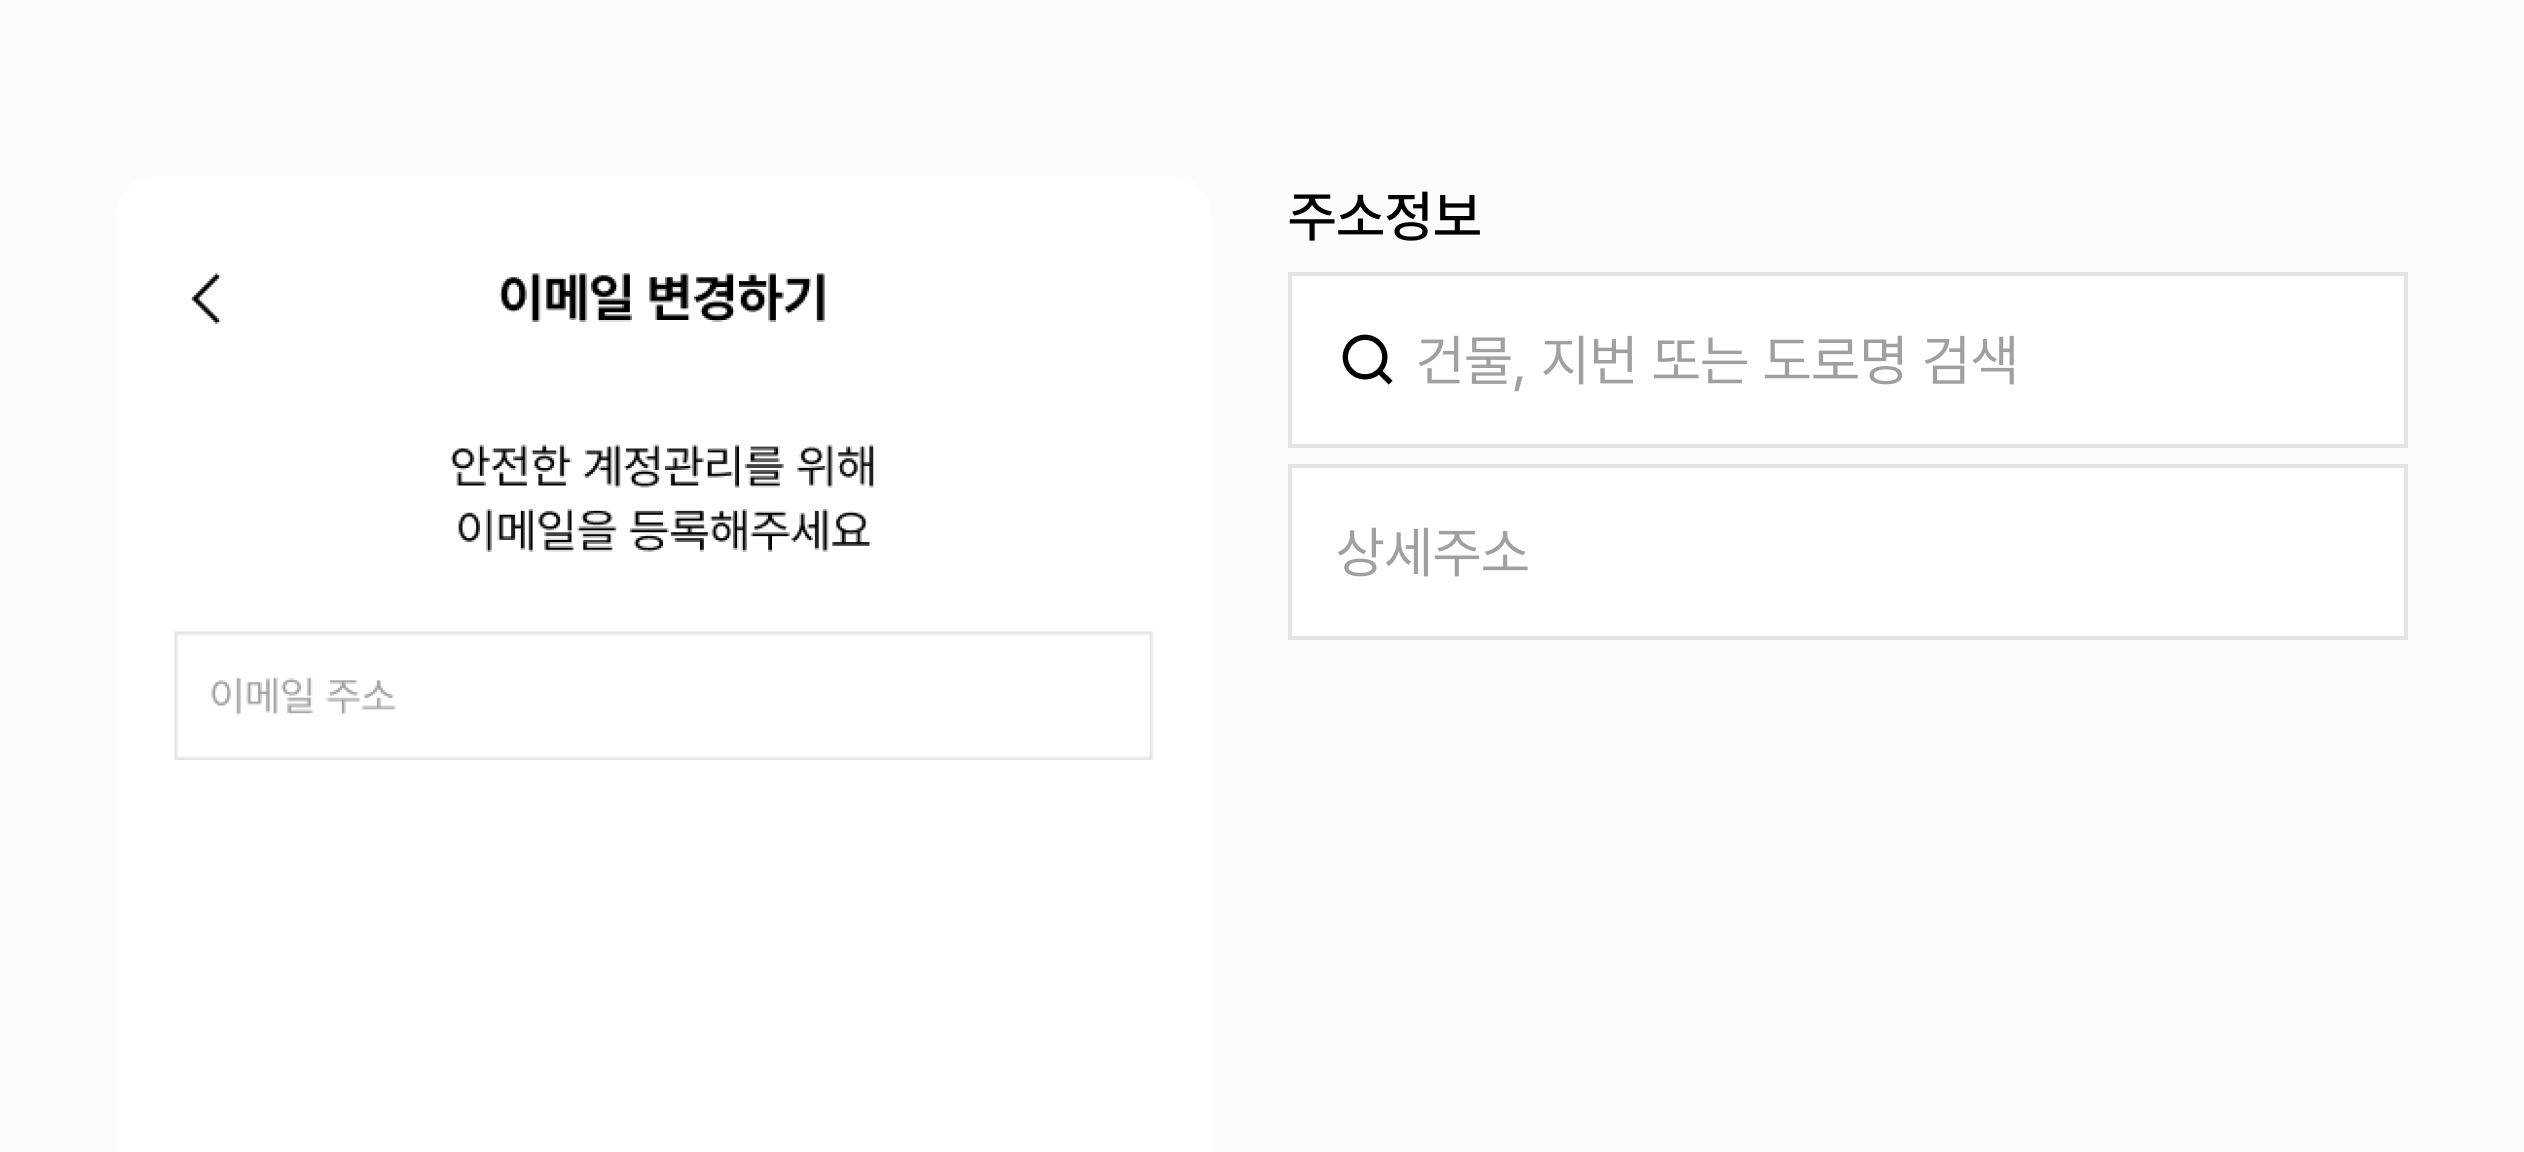 이메일 변경하기
안전한 계정관리를 위해
이메일을 등록해주세요
이메일 주소
주소정보
건물, 지번 또는 도로명 검색
상세주소